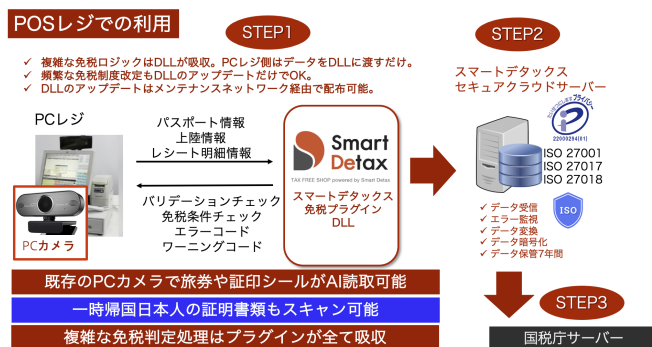 POSレジでの利用
STEP1
✓ 複雑な免税ロジックはDLLが吸収。PCレジ側はデータをDLLに渡すだけ。
✓ 頻繁な免税制度改定もDLLのアップデートだけでOK。
✓ DLLのアップデートはメンテナンスネットワーク経由で配布可能。
PCレジ
PCカメラ
パスポート情報
上陸情報
レシート明細情報
バリデーションチェック
免税条件チェック
エラーコード
ワーニングコード
Smart
Detax
TAX FREE SHOP powered by Smart Detax
スマートデタックス
免税プラグイン
DLL
既存のPCカメラで旅券や証印シールがAI読取可能
一時帰国日本人の証明書類もスキャン可能
複雑な免税判定処理はプラグインが全て吸収
STEP2
スマートデタックス
セキュアクラウドサーバー
プライバシー
22000294(01)
ISO 27001
ISO 27017
ISO 27018
ISO
✓ データ受信
✓ エラー監視
✓ データ変換
✓ データ暗号化
✓ データ保管7年間
STEP3
国税庁サーバー